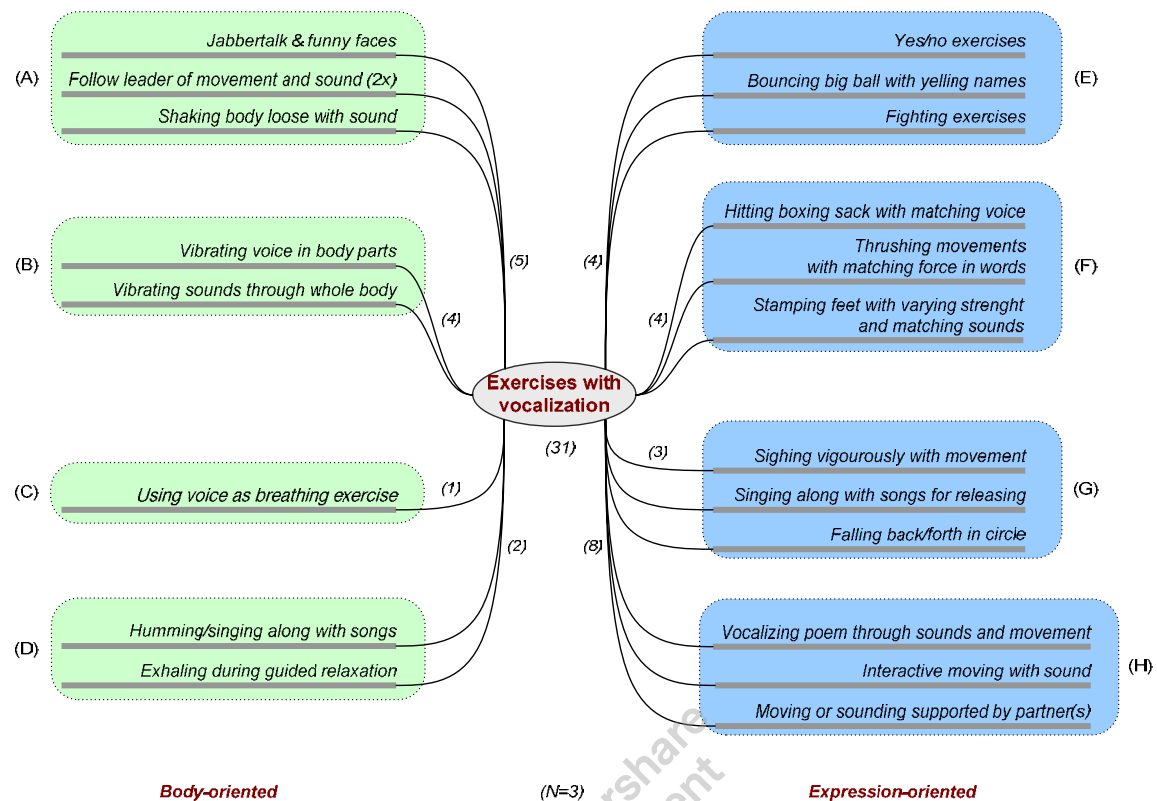 (A)
Jabbertalk & funny faces
Follow leader of movement and sound (2x)
Shaking body loose with sound
(B)
Vibrating voice in body parts
Vibrating sounds through whole body
(C)
Using voice as breathing exercise
(D)
Humming/singing along with songs
Exhaling during guided relaxation
(5)
(4)
(1)
(2)
Exercises with
vocalization
(31)
(4)
(4)
(3)
(8)
Yes/no exercises
Bouncing big ball with yelling names
Fighting exercises
(E)
Hitting boxing sack with matching voice
Thrushing movements
with matching force in words
Stamping feet with varying strenght
and matching sounds
(F)
Sighing vigourously with movement
Singing along with songs for releasing
Falling back/forth in circle
(G)
Vocalizing poem through sounds and movement
Interactive moving with sound
Moving or sounding supported by partner(s)
(H)
Body-oriented
(N=3)
Expression-oriented